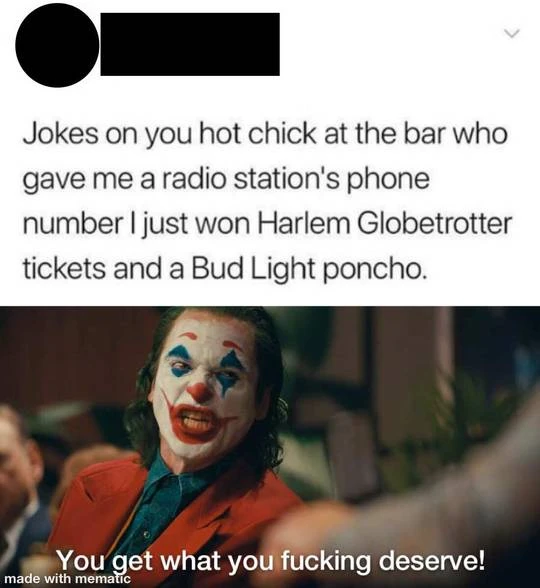 Jokes on you hot chick at the bar who
gave me a radio station's phone
number I just won Harlem Globetrotter
tickets and a Bud Light poncho.
You get what you fucking deserve!
made with mematic